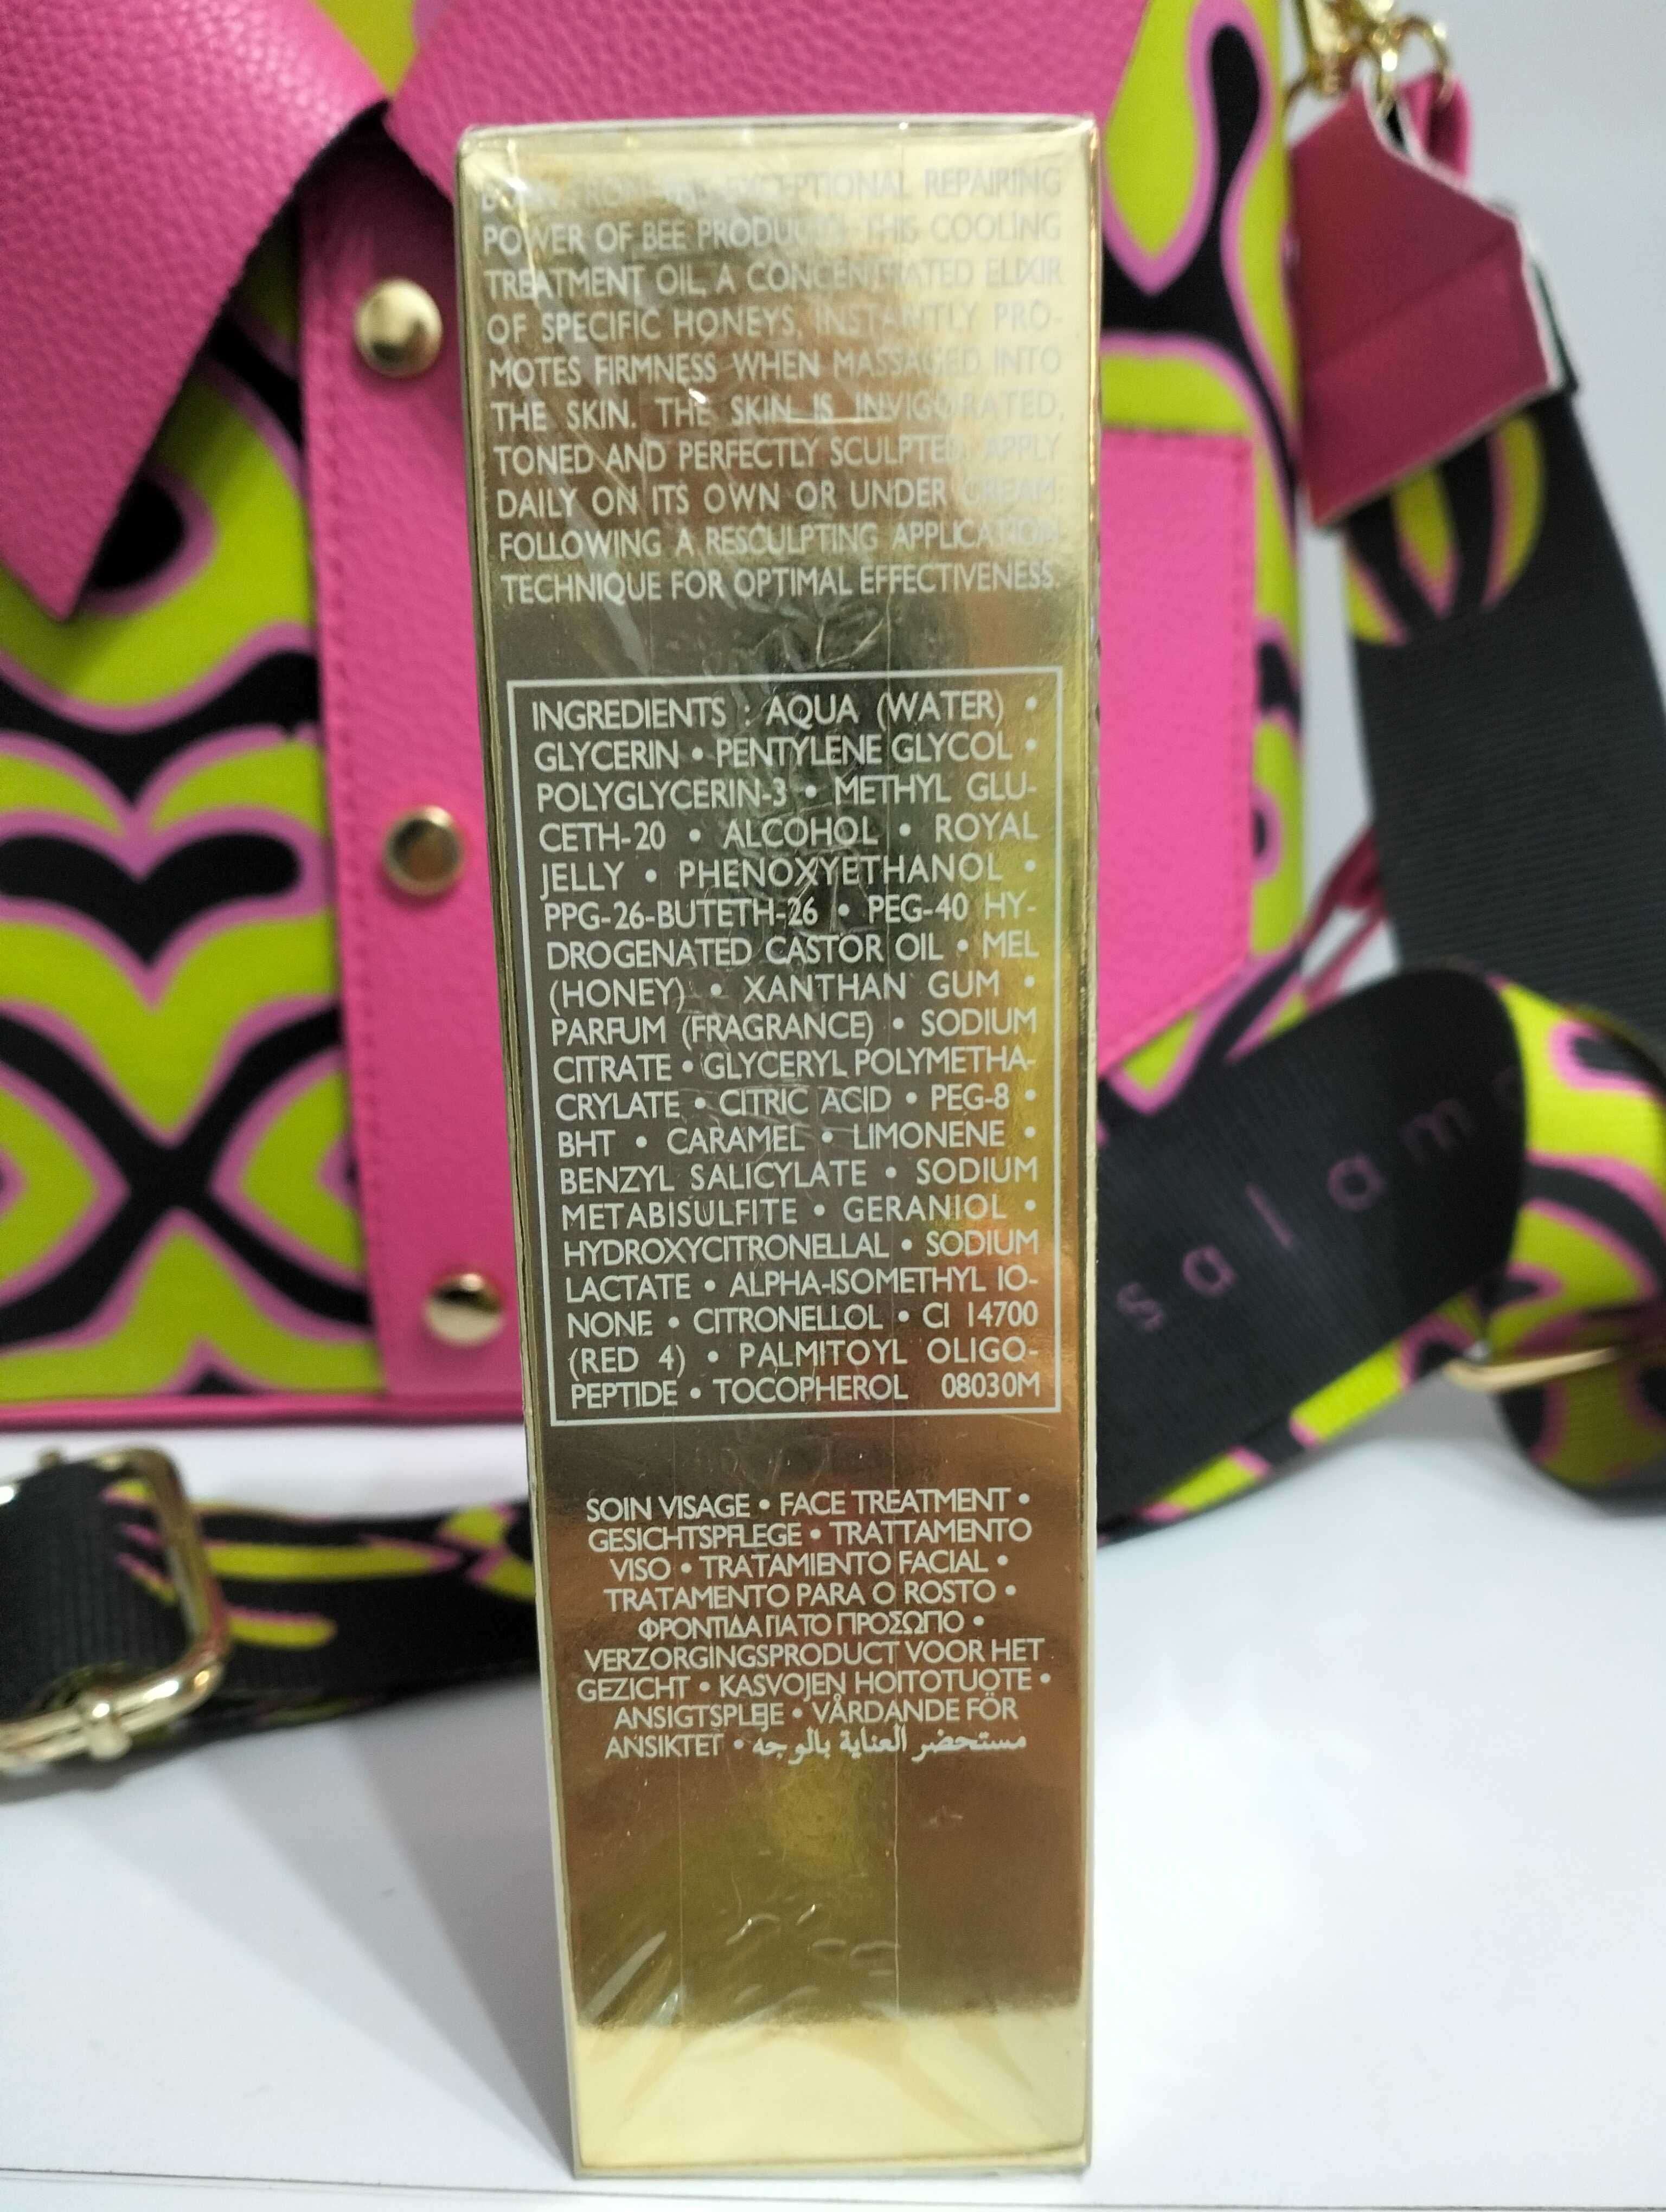 EXCEPTIONAL REPAIRING
POWER OF BEE PRODUCTS, THIS COOLING
TREATMENT OIL, A CONCENTRATED ELIXIR
OF SPECIFIC HONEYS, INSTANTLY PRO-
MOTES FIRMNESS WHEN MASSAGED INTO
THE SKIN. THE SKIN IS INVIGORATED,
TONED AND PERFECTLY SCULPTED. APPLY
DAILY ON ITS OWN OR UNDER CREAM
FOLLOWING A RESCULPTING APPLICATION
TECHNIQUE FOR OPTIMAL EFFECTIVENESS.
INGREDIENTS : AQUA (WATER) •
GLYCERIN • PENTYLENE GLYCOL •
POLYGLYCERIN-3 • METHYL GLU-
CETH-20 • ALCOHOL • ROYAL
JELLY • PHENOXYETHANOL •
PPG-26-BUTETH-26 • PEG-40 HY-
DROGENATED CASTOR OIL • MEL
(HONEY) • XANTHAN GUM •
PARFUM (FRAGRANCE) • SODIUM
CITRATE • GLYCERYL POLYMETHA-
CRYLATE • CITRIC ACID • PEG-8 •
BHT • CARAMEL • LIMONENE •
BENZYL SALICYLATE • SODIUM
METABISULFITE • GERANIOL •
HYDROXYCITRONELLAL • SODIUM
LACTATE • ALPHA-ISOMETHYL IO-
NONE • CITRONELLOL • CI 14700
(RED 4) • PALMITOYL OLIGO-
PEPTIDE • TOCOPHEROL 08030M
SOIN VISAGE • FACE TREATMENT •
GESICHTSPFLEGE • TRATTAMENTO
VISO • TRATAMIENTO FACIAL •
TRATAMENTO PARA O ROSTO •
ΦΡΟΝΤΙΔΑ ΓΙΑ ΤΟ ΠΡΟΣΩΠΟ •
VERZORGINGSPRODUCT VOOR HET
GEZICHT • KASVOJEN HOITOTUOTE •
ANSIGTSPLEJE • VÅRDANDE FÖR
ANSIKTET • مستحضر العناية بالوجه
salam